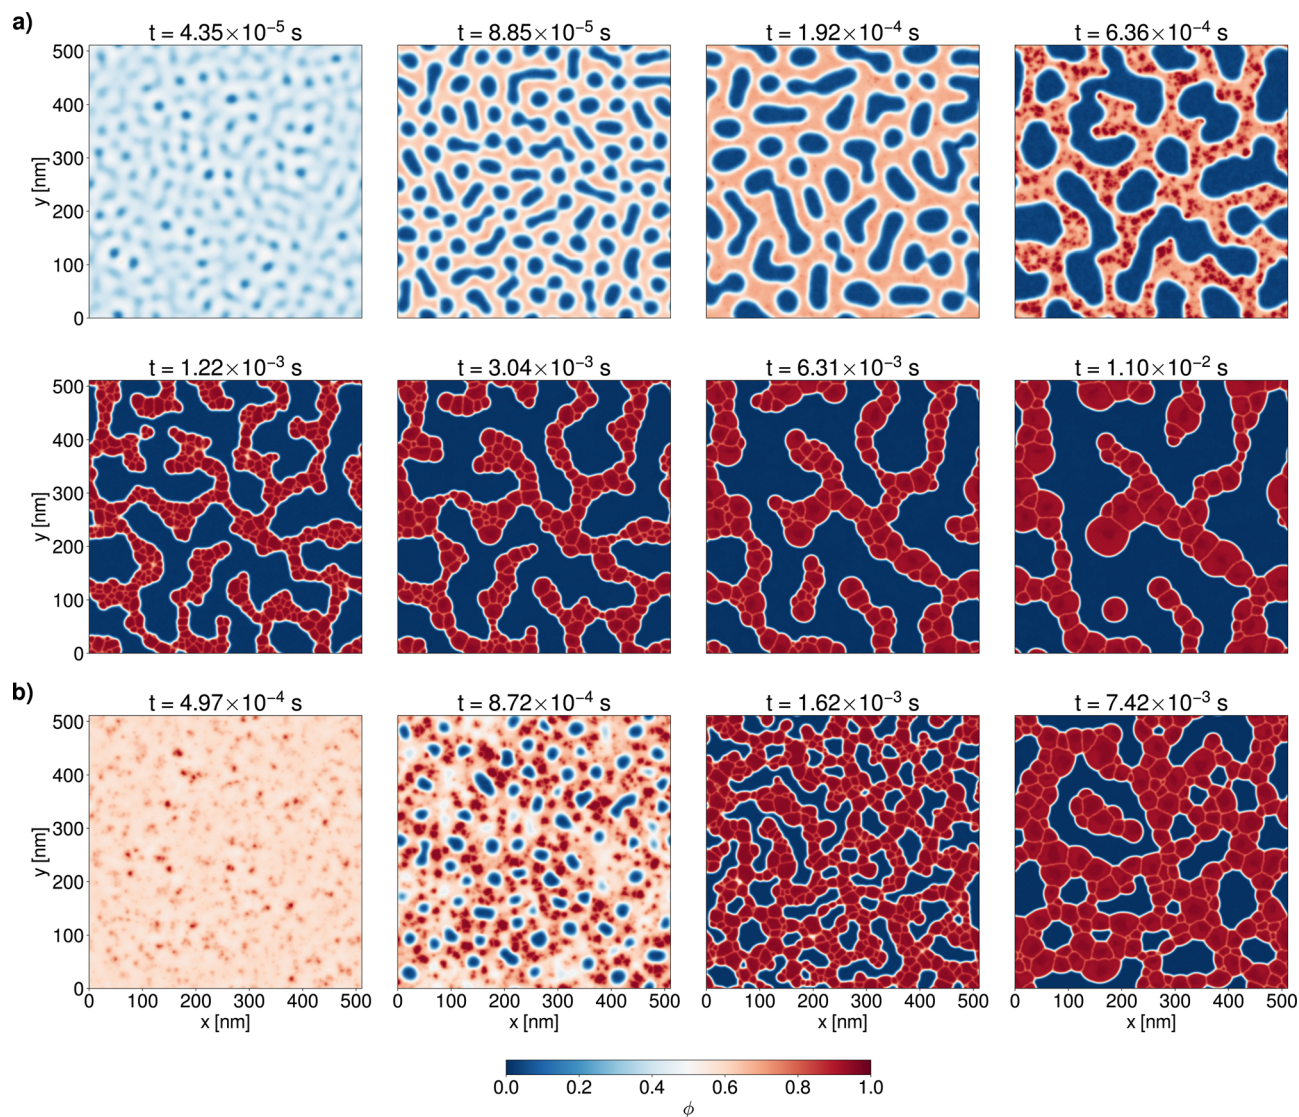 a)
t = 4.35×10⁻⁵ s
t = 8.85×10⁻⁵ s
t = 1.92×10⁻⁴ s
t = 6.36×10⁻⁴ s
500
400
300
200
100
0
y [nm]
t = 1.22×10⁻³ s
t = 3.04×10⁻³ s
t = 6.31×10⁻³ s
t = 1.10×10⁻² s
500
400
300
200
100
0
y [nm]
b)
t = 4.97×10⁻⁴ s
t = 8.72×10⁻⁴ s
t = 1.62×10⁻³ s
t = 7.42×10⁻³ s
500
400
300
200
100
0
y [nm]
0 100 200 300 400 500
0 100 200 300 400 500
0 100 200 300 400 500
0 100 200 300 400 500
x [nm]
x [nm]
x [nm]
x [nm]
0.0 0.2 0.4 0.6 0.8 1.0
ϕ